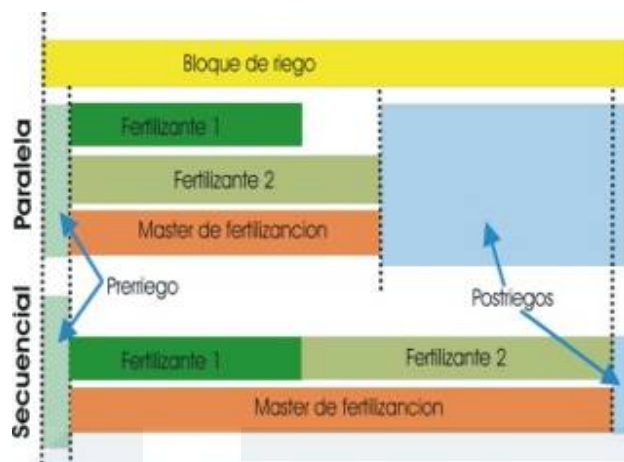 Bloque de riego
Paralela
Fertilizante 1
Fertilizante 2
Master de fertilizancion
Prerriego
Postriegos
Secuencial
Fertilizante 1
Fertilizante 2
Master de fertilizancion